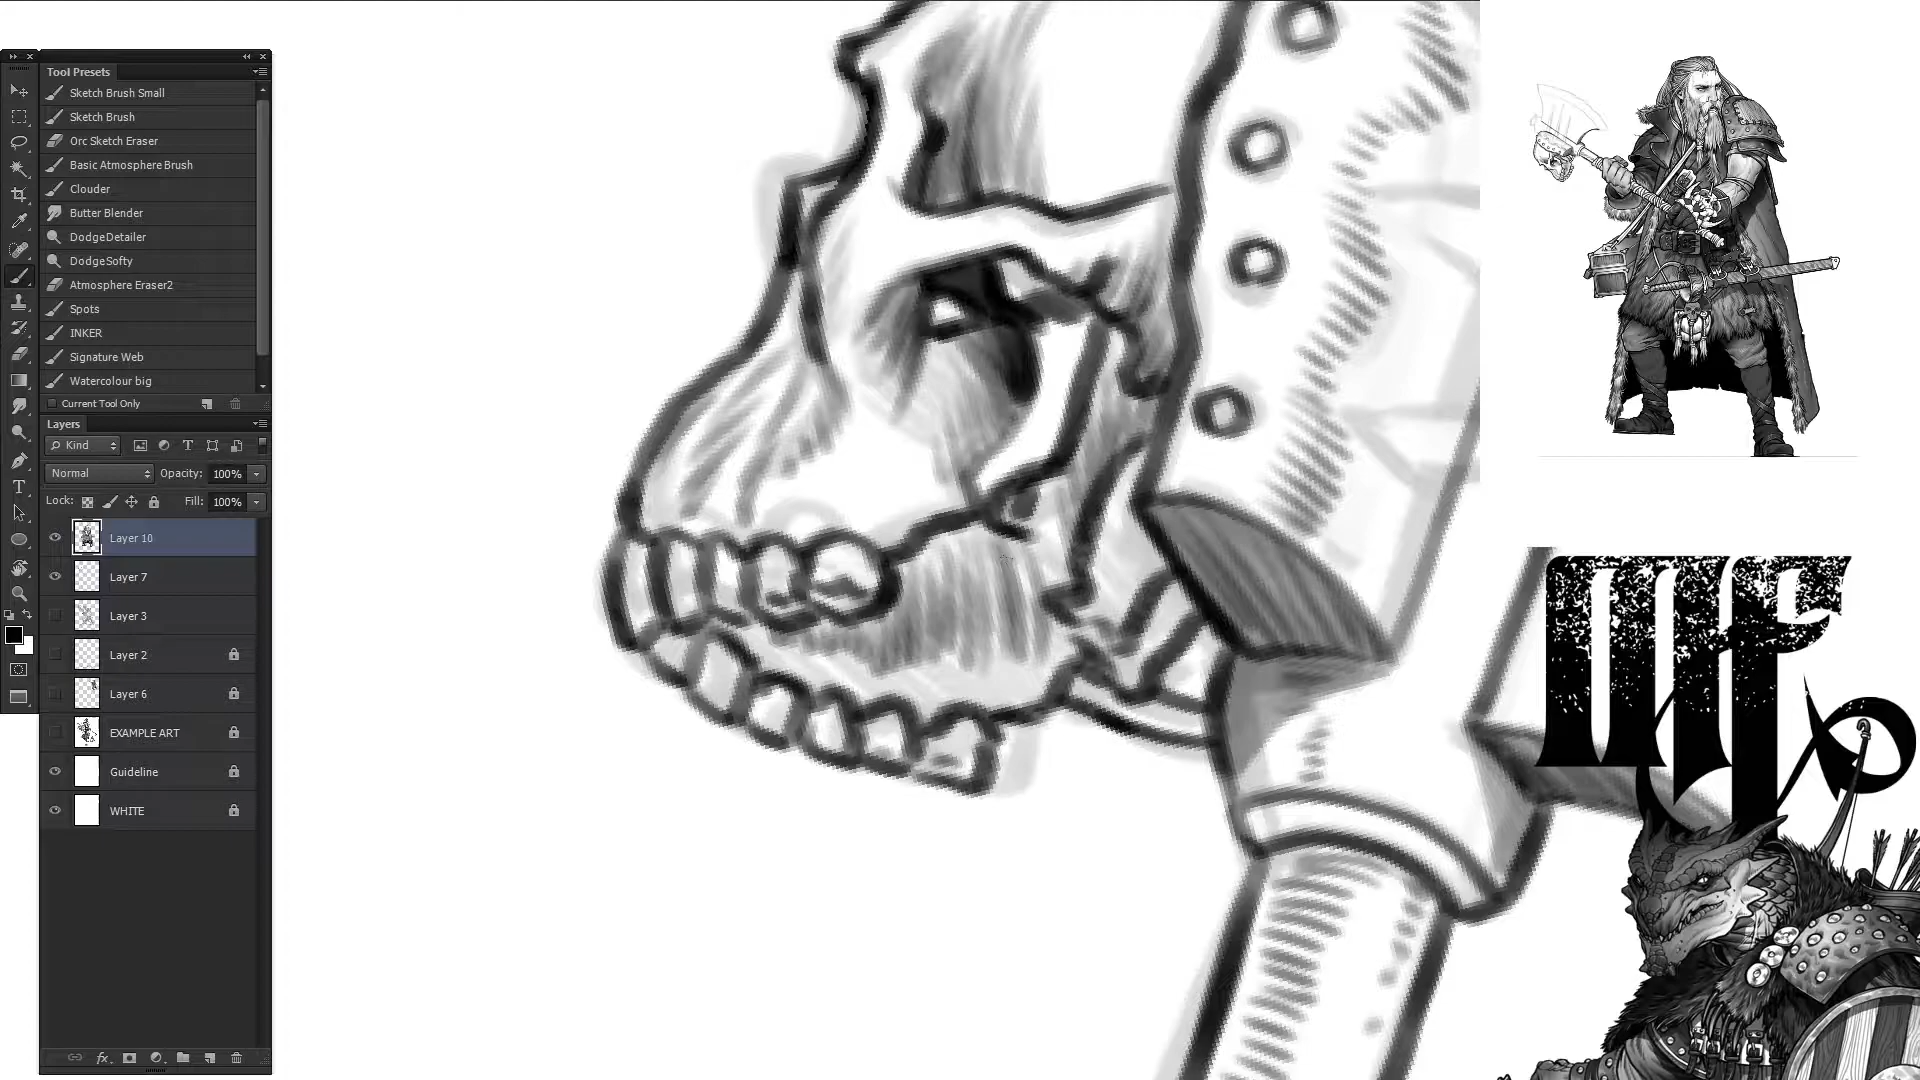 Tool Presets
Sketch Brush Small
Sketch Brush
Orc Sketch Eraser
Basic Atmosphere Brush
Clouder
Butter Blender
DodgeDetailer
DodgeSofty
Atmosphere Eraser2
Spots
INKER
Signature Web
Watercolour big
Current Tool Only
Layers
Kind
Normal Opacity: 100%
Lock: Fill: 100%
Layer 10
Layer 7
Layer 3
Layer 2
Layer 6
EXAMPLE ART
Guideline
WHITE
fx